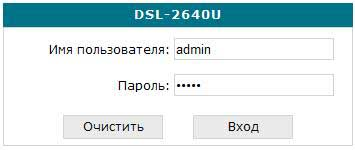 DSL-2640U
Имя пользователя: admin
Пароль: •••••
Очистить Вход